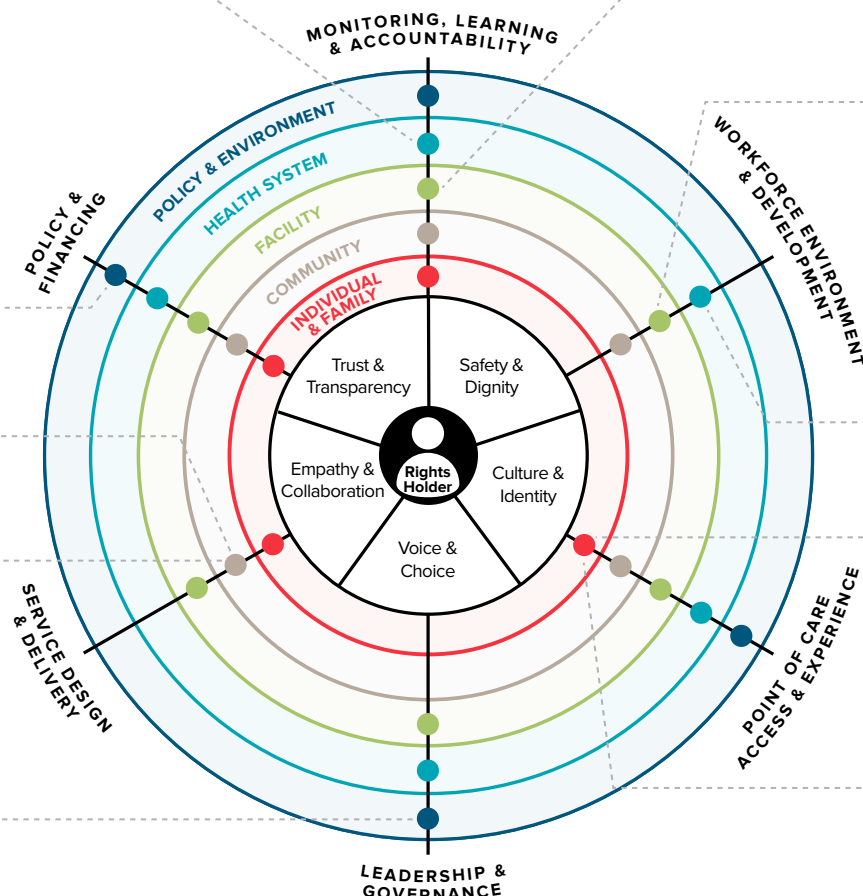 MONITORING, LEARNING
& ACCOUNTABILITY
WORKFORCE ENVIRONMENT
& DEVELOPMENT
POLICY &
FINANCING
POLICY & ENVIRONMENT
HEALTH SYSTEM
FACILITY
COMMUNITY
INDIVIDUAL
& FAMILY
Trust &
Transparency
Safety &
Dignity
Empathy &
Collaboration
Rights
Holder
Culture &
Identity
Voice &
Choice
SERVICE DESIGN
& DELIVERY
POINT OF CARE
ACCESS & EXPERIENCE
LEADERSHIP &
GOVERNANCE